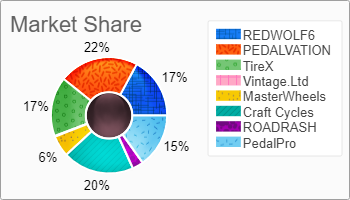 Market Share
22%
17%
17%
6%
20%
15%
REDWOLF6
PEDALVATION
TireX
Vintage.Ltd
MasterWheels
Craft Cycles
ROADRASH
PedalPro